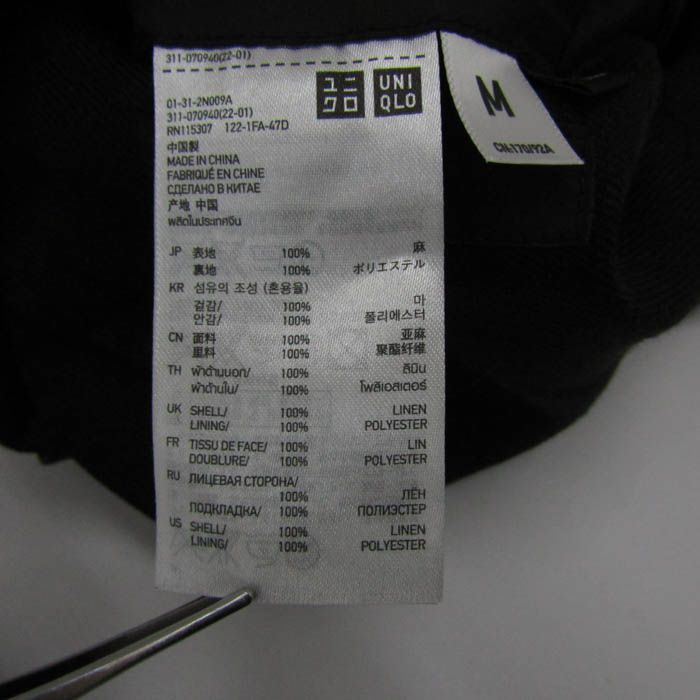 311-070940(22-01)
ユニ
クロ
UNI
QLO
M
CN:170/92A
01-31-2N009A
311-070940(22-01)
RN115307 122-1FA-47D
中国製
MADE IN CHINA
FABRIQUÉ EN CHINE
СДЕЛАНО В КИТАЕ
产地 中国
ผลิตในประเทศจีน
JP 表地 100% 麻
裏地 100% ポリエステル
KR 섬유의 조성 (혼용율)
겉감/ 100% 마
안감/ 100% 폴리에스터
CN 面料 100% 亚麻
里料 100% 聚酯纤维
TH ผ้าด้านนอก/ 100% ลินิน
ผ้าด้านใน/ 100% โพลิเอสเตอร์
UK SHELL/ 100% LINEN
LINING/ 100% POLYESTER
FR TISSU DE FACE/ 100% LIN
DOUBLURE/ 100% POLYESTER
RU ЛИЦЕВАЯ СТОРОНА/
100% ЛЁН
ПОДКЛАДКА/ 100% ПОЛИЭСТЕР
US SHELL/ 100% LINEN
LINING/ 100% POLYESTER